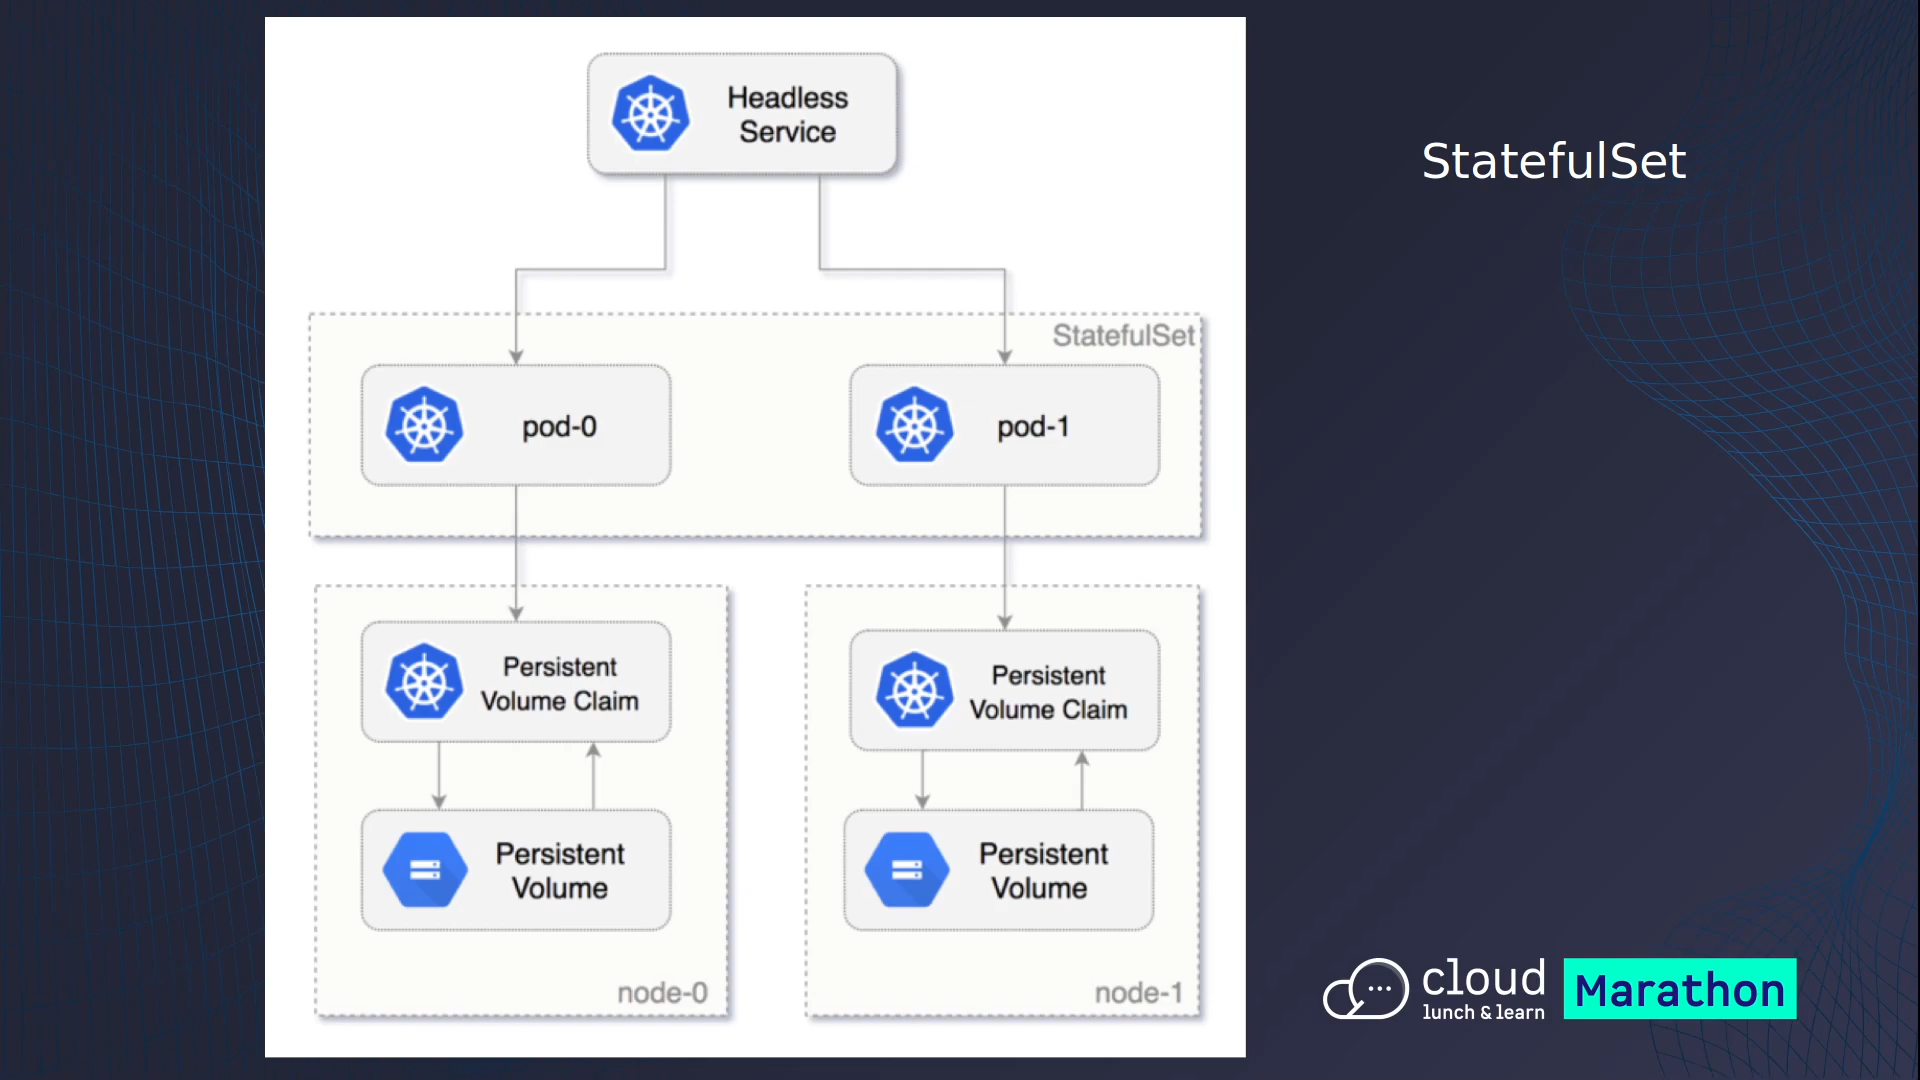 Headless
Service
StatefulSet
StatefulSet
pod-0
pod-1
Persistent
Volume Claim
Persistent
Volume Claim
Persistent
Volume
Persistent
Volume
node-0
node-1
cloud
lunch & learn
Marathon